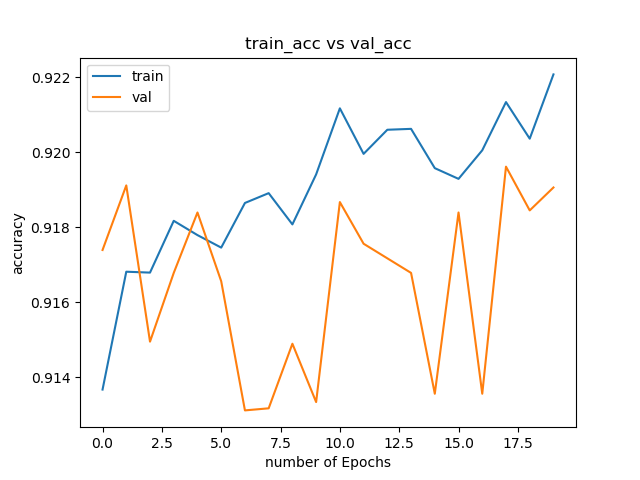 train_acc vs val_acc
train
val
0.922
0.920
0.918
0.916
0.914
accuracy
0.0 2.5 5.0 7.5 10.0 12.5 15.0 17.5
number of Epochs